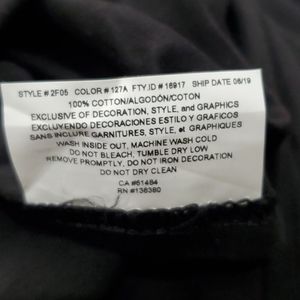 STYLE # 2F05 COLOR # 127A FTY.ID # 16917 SHIP DATE 06/19
100% COTTON/ALGODÓN/COTON
EXCLUSIVE OF DECORATION, STYLE, and GRAPHICS
EXCLUYENDO DECORACIONES ESTILO Y GRAFICOS
SANS INCLURE GARNITURES, STYLE, et GRAPHIQUES
WASH INSIDE OUT, MACHINE WASH COLD
DO NOT BLEACH, TUMBLE DRY LOW
REMOVE PROMPTLY, DO NOT IRON DECORATION
DO NOT DRY CLEAN
CA #61484
RN #136380